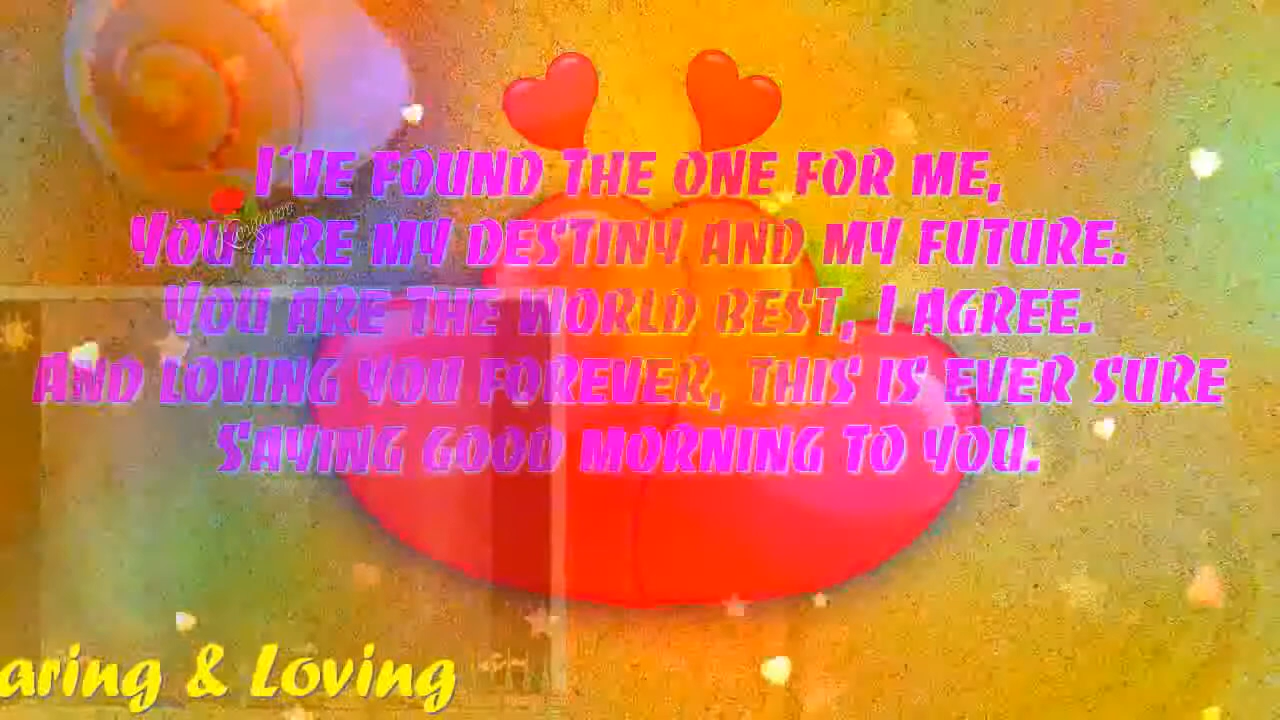 I´ve found the one for me,
You are my destiny and my future.
You are the world best, I agree.
And loving you forever, this is ever sure
Saying good morning to you.
aring & Loving